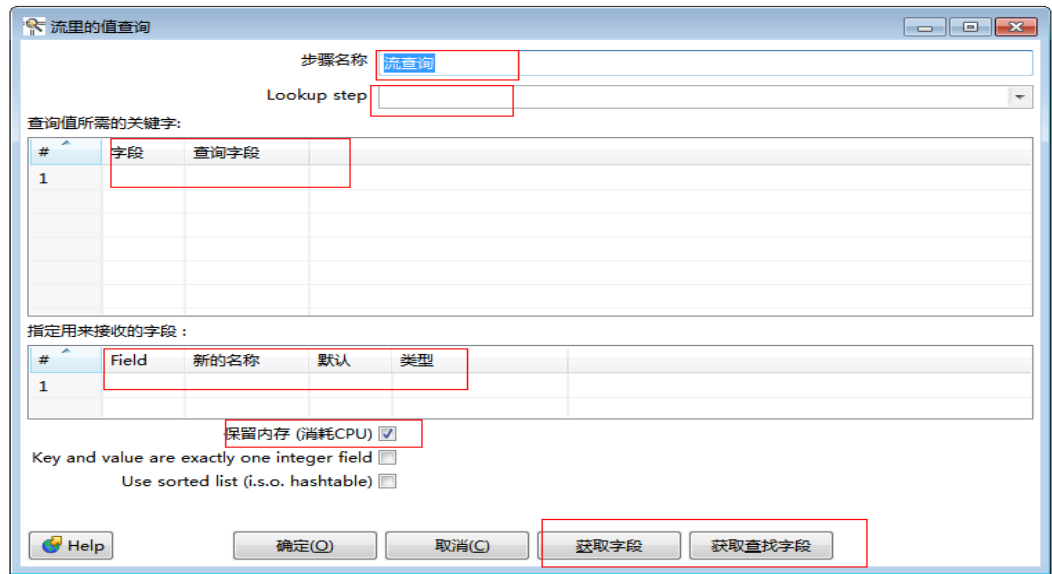 流里的值查询
步骤名称 流查询
Lookup step
查询值所需的关键字:
# 字段 查询字段
1
指定用来接收的字段 :
# Field 新的名称 默认 类型
1
保留内存 (消耗CPU)
Key and value are exactly one integer field
Use sorted list (i.s.o. hashtable)
Help 确定(O) 取消(C) 获取字段 获取查找字段